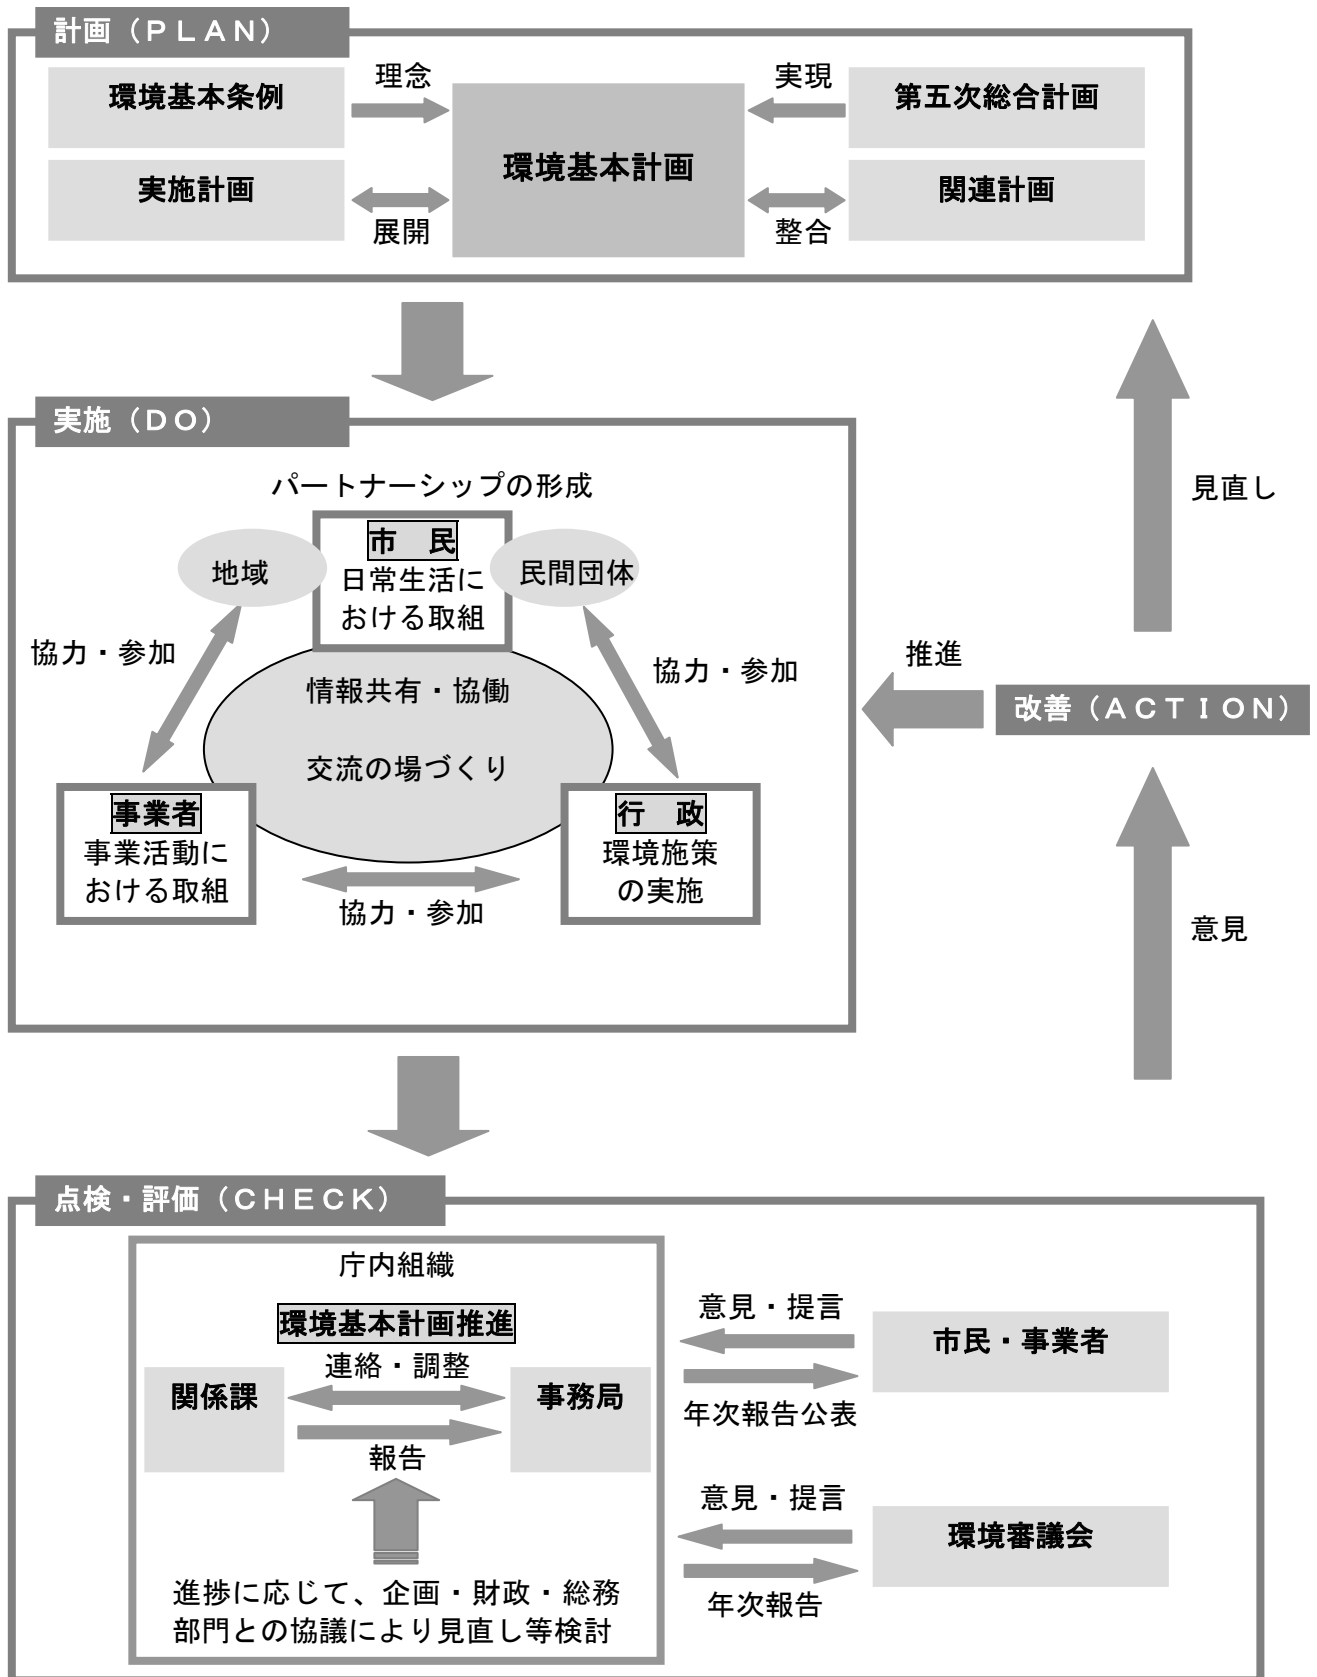 計画（ＰＬＡＮ）
環境基本条例
理念
実現
第五次総合計画
環境基本計画
実施計画
展開
整合
関連計画
実施（ＤＯ）
パートナーシップの形成
見直し
市　民
地域
民間団体
日常生活に
おける取組
協力・参加
協力・参加
推進
情報共有・協働
改善（ＡＣＴＩＯＮ）
交流の場づくり
事業者
事業活動に
おける取組
行　政
環境施策
の実施
協力・参加
意見
点検・評価（ＣＨＥＣＫ）
庁内組織
環境基本計画推進
連絡・調整
関係課
事務局
報告
意見・提言
市民・事業者
年次報告公表
意見・提言
環境審議会
年次報告
進捗に応じて、企画・財政・総務
部門との協議により見直し等検討